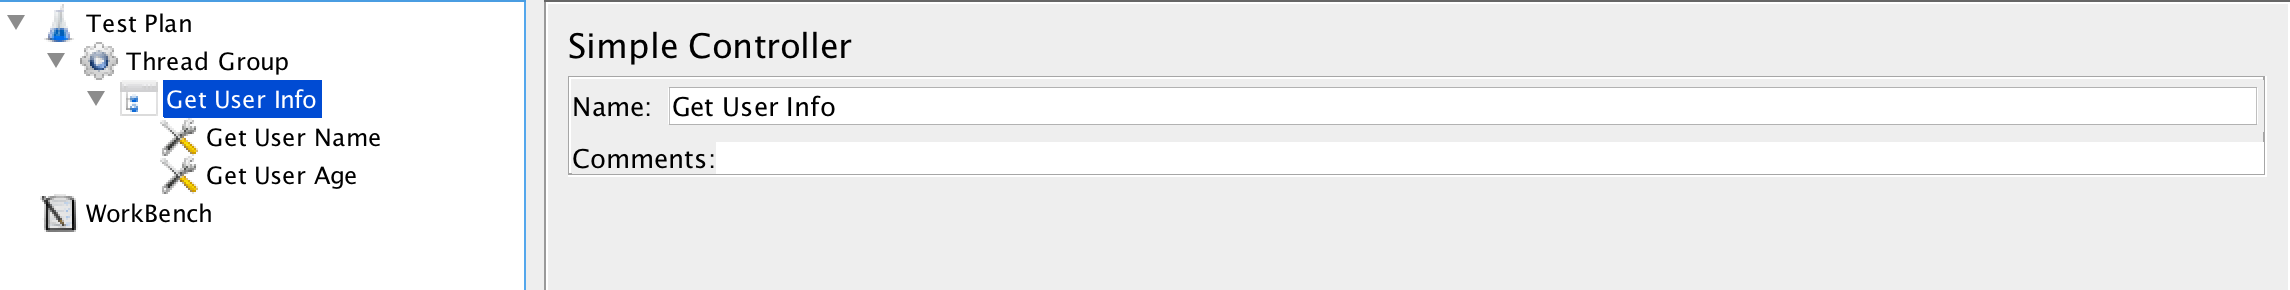 Test Plan
Thread Group
Get User Info
Get User Name
Get User Age
WorkBench
Simple Controller
Name: Get User Info
Comments: